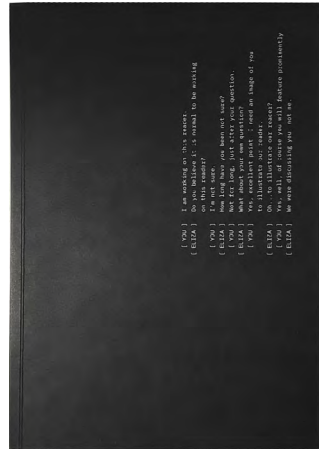 [ YOU ] I am working on this reader.
[ ELIZA ] Do you believe it is normal to be working
on this reader?
[ YOU ] I'm not sure.
[ ELIZA ] How long have you been not sure?
[ YOU ] Not for long, just after your question.
[ ELIZA ] What about your own question?
[ YOU ] Yes, excellent point. I need an image of you
to illustrate our reader.
[ ELIZA ] Oh.. to illustrate our reader?
[ YOU ] Yes, well, of course you will feature prominently
[ ELIZA ] We were discussing you not me.